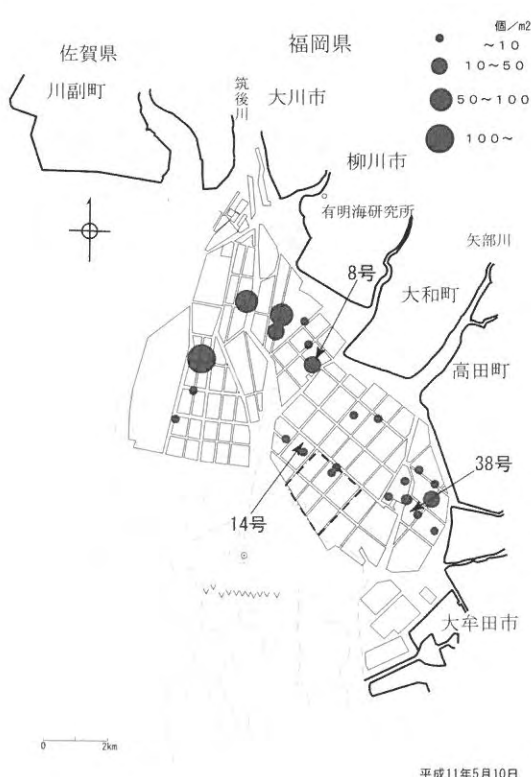 個／m2
～10
10～50
50～100
100～
佐賀県
福岡県
川副町
筑後川
大川市
柳川市
有明海研究所
矢部川
8号
大和町
高田町
38号
14号
大牟田市
0 2km
平成11年5月10日